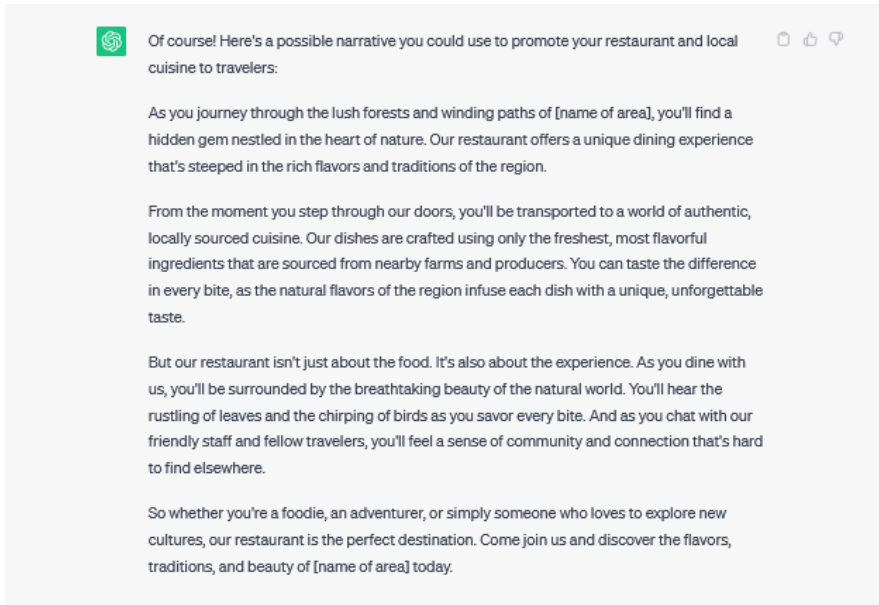 Of course! Here's a possible narrative you could use to promote your restaurant and local
cuisine to travelers:
As you journey through the lush forests and winding paths of [name of area], you'll find a
hidden gem nestled in the heart of nature. Our restaurant offers a unique dining experience
that's steeped in the rich flavors and traditions of the region.
From the moment you step through our doors, you'll be transported to a world of authentic,
locally sourced cuisine. Our dishes are crafted using only the freshest, most flavorful
ingredients that are sourced from nearby farms and producers. You can taste the difference
in every bite, as the natural flavors of the region infuse each dish with a unique, unforgettable
taste.
But our restaurant isn't just about the food. It's also about the experience. As you dine with
us, you'll be surrounded by the breathtaking beauty of the natural world. You'll hear the
rustling of leaves and the chirping of birds as you savor every bite. And as you chat with our
friendly staff and fellow travelers, you'll feel a sense of community and connection that's hard
to find elsewhere.
So whether you're a foodie, an adventurer, or simply someone who loves to explore new
cultures, our restaurant is the perfect destination. Come join us and discover the flavors,
traditions, and beauty of [name of area] today.